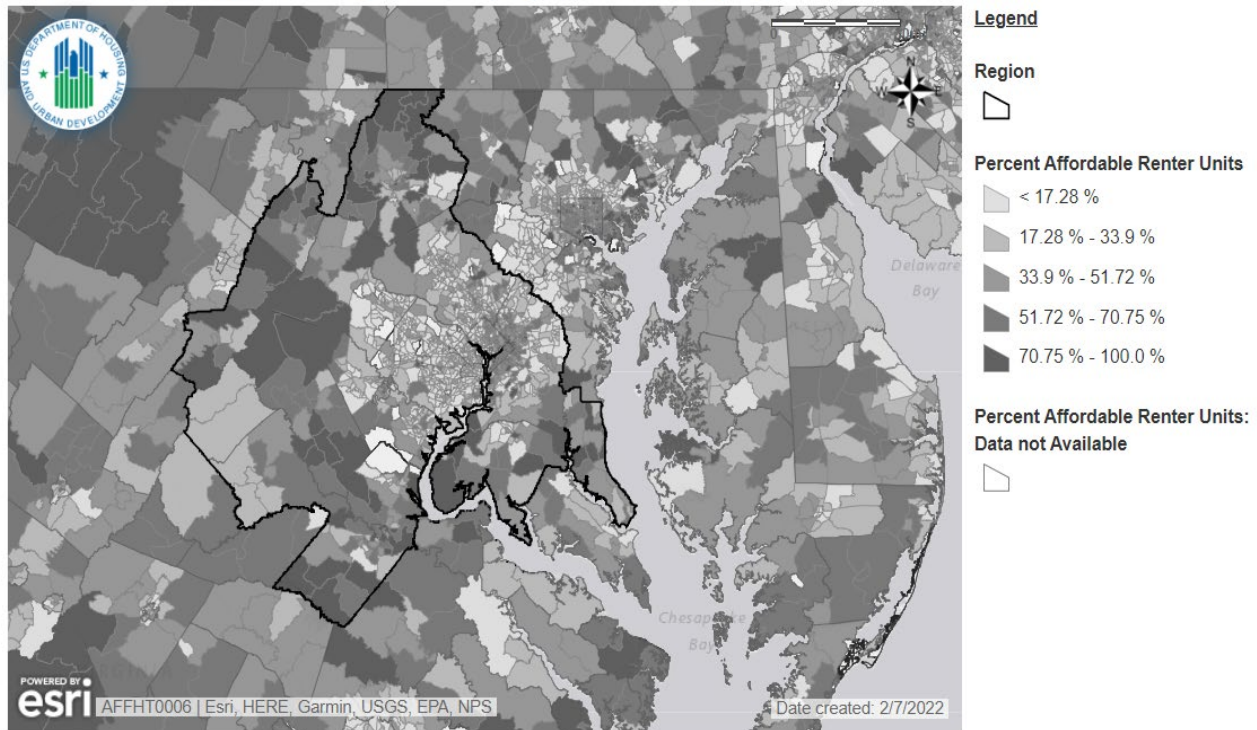 U.S. DEPARTMENT OF HOUSING
AND URBAN DEVELOPMENT
N
W
E
S
Delaware
Bay
Chesapeake
Bay
POWERED BY
esri
AFFHT0006 | Esri, HERE, Garmin, USGS, EPA, NPS
Date created: 2/7/2022
Legend
Region
Percent Affordable Renter Units
< 17.28 %
17.28 % - 33.9 %
33.9 % - 51.72 %
51.72 % - 70.75 %
70.75 % - 100.0 %
Percent Affordable Renter Units:
Data not Available